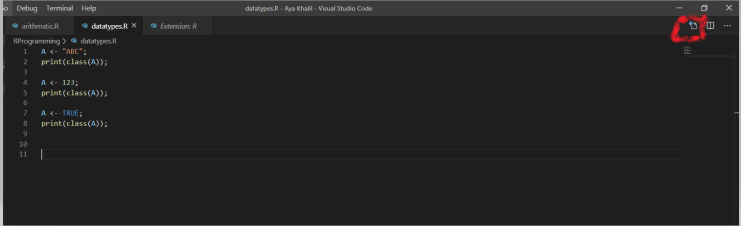 Debug Terminal Help datatypes.R - Aya Khalil - Visual Studio Code
arithmatic.R datatypes.R Extension: R
RProgramming > datatypes.R
1 A <- "ABC";
2 print(class(A));
3
4 A <- 123;
5 print(class(A));
6
7 A <- TRUE;
8 print(class(A));
9
10
11